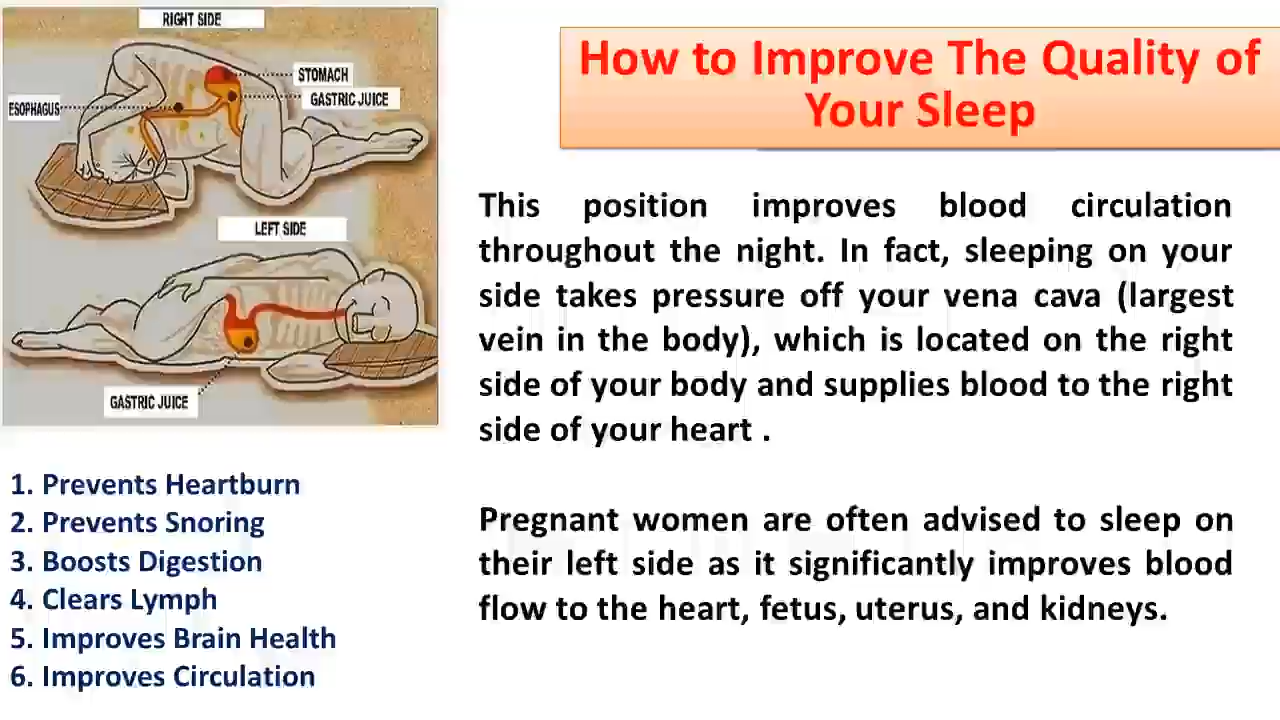 RIGHT SIDE
STOMACH
GASTRIC JUICE
ESOPHAGUS
LEFT SIDE
GASTRIC JUICE
1. Prevents Heartburn
2. Prevents Snoring
3. Boosts Digestion
4. Clears Lymph
5. Improves Brain Health
6. Improves Circulation
How to Improve The Quality of
Your Sleep
This position improves blood circulation
throughout the night. In fact, sleeping on your
side takes pressure off your vena cava (largest
vein in the body), which is located on the right
side of your body and supplies blood to the right
side of your heart .
Pregnant women are often advised to sleep on
their left side as it significantly improves blood
flow to the heart, fetus, uterus, and kidneys.